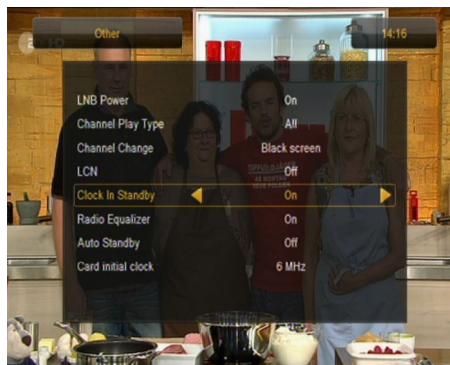 Other
14:16
LNB Power On
Channel Play Type All
Channel Change Black screen
LCN Off
Clock In Standby On
Radio Equalizer On
Auto Standby Off
Card initial clock 6 MHz